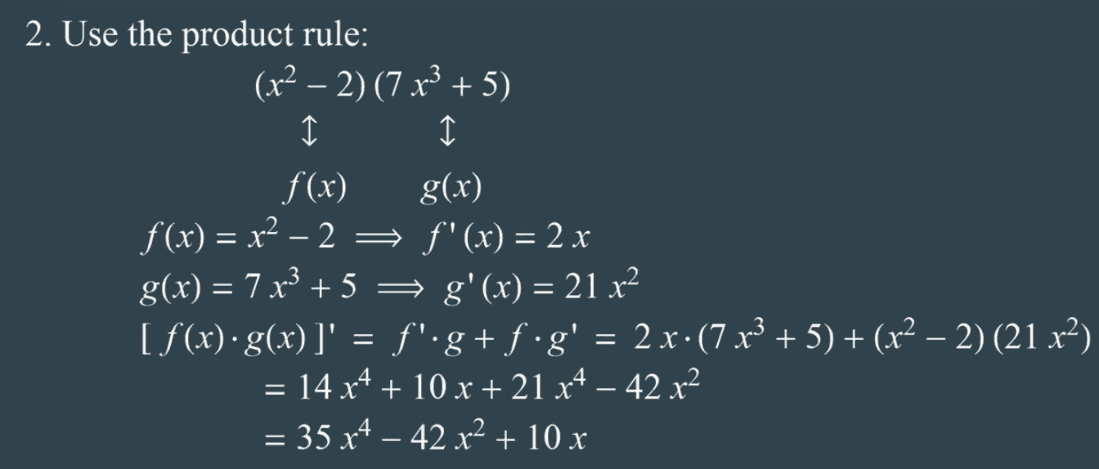 2. Use the product rule:
(x² – 2) (7 x³ + 5)
↕ ↕
f(x) g(x)
f(x) = x² – 2 ⟹ f'(x) = 2 x
g(x) = 7 x³ + 5 ⟹ g'(x) = 21 x²
[ f(x) · g(x) ]' = f' · g + f · g' = 2 x · (7 x³ + 5) + (x² – 2) (21 x²)
= 14 x⁴ + 10 x + 21 x⁴ – 42 x²
= 35 x⁴ – 42 x² + 10 x